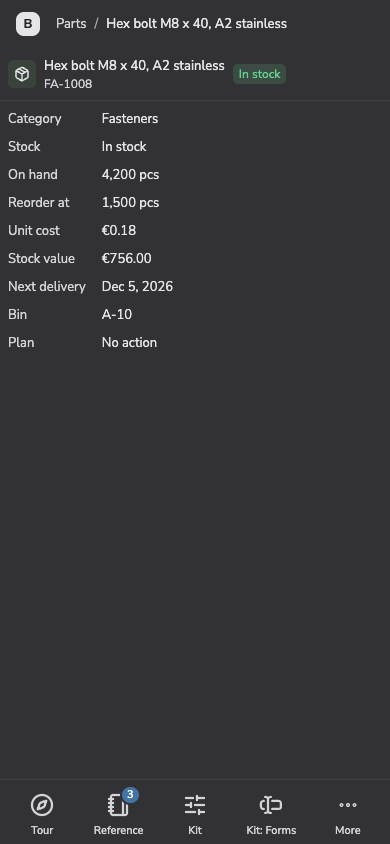 B Parts / Hex bolt M8 x 40, A2 stainless
Hex bolt M8 x 40, A2 stainless
FA-1008
In stock
Category Fasteners
Stock In stock
On hand 4,200 pcs
Reorder at 1,500 pcs
Unit cost €0.18
Stock value €756.00
Next delivery Dec 5, 2026
Bin A-10
Plan No action
3
Tour Reference Kit Kit: Forms More